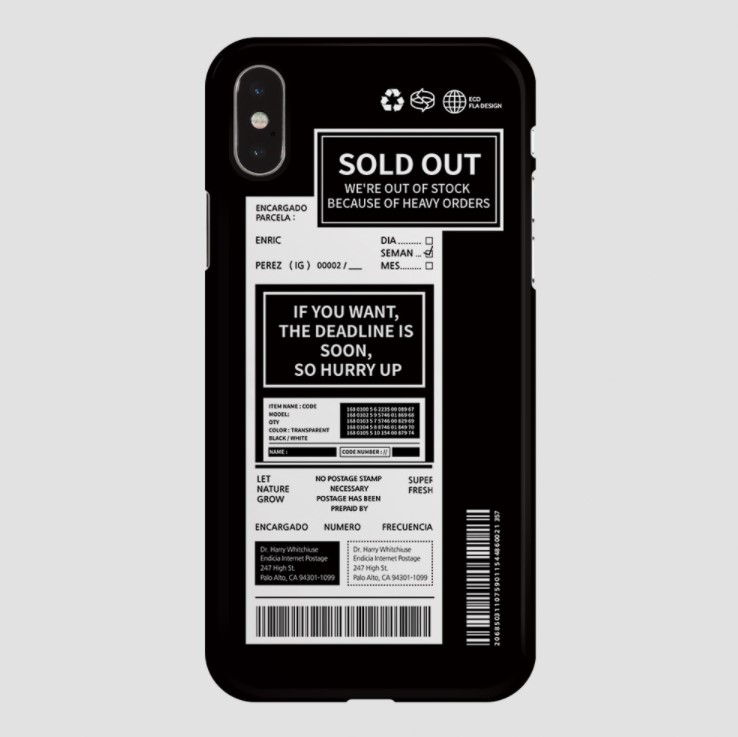 ECO
FLA·DESIGN
SOLD OUT
WE'RE OUT OF STOCK
BECAUSE OF HEAVY ORDERS
ENCARGADO
PARCELA :
ENRIC
DIA.........
SEMAN ...
PEREZ (IG) 00002 / __
MES.........
IF YOU WANT,
THE DEADLINE IS
SOON,
SO HURRY UP
ITEM NAME : CODE
MODEL:
QTY
COLOR : TRANSPARENT
BLACK / WHITE
NAME :
CODE NUMBER : //
LET
NATURE
GROW
NO POSTAGE STAMP
NECESSARY
POSTAGE HAS BEEN
PREPAID BY
SUPER
FRESH
ENCARGADO NUMERO FRECUENCIA
Dr. Harry Whitchiuse
Endicia Internet Postage
247 High St.
Palo Alto, CA 94301-1099
Dr. Harry Whitchiuse
Endicia Internet Postage
247 High St.
Palo Alto, CA 94301-1099